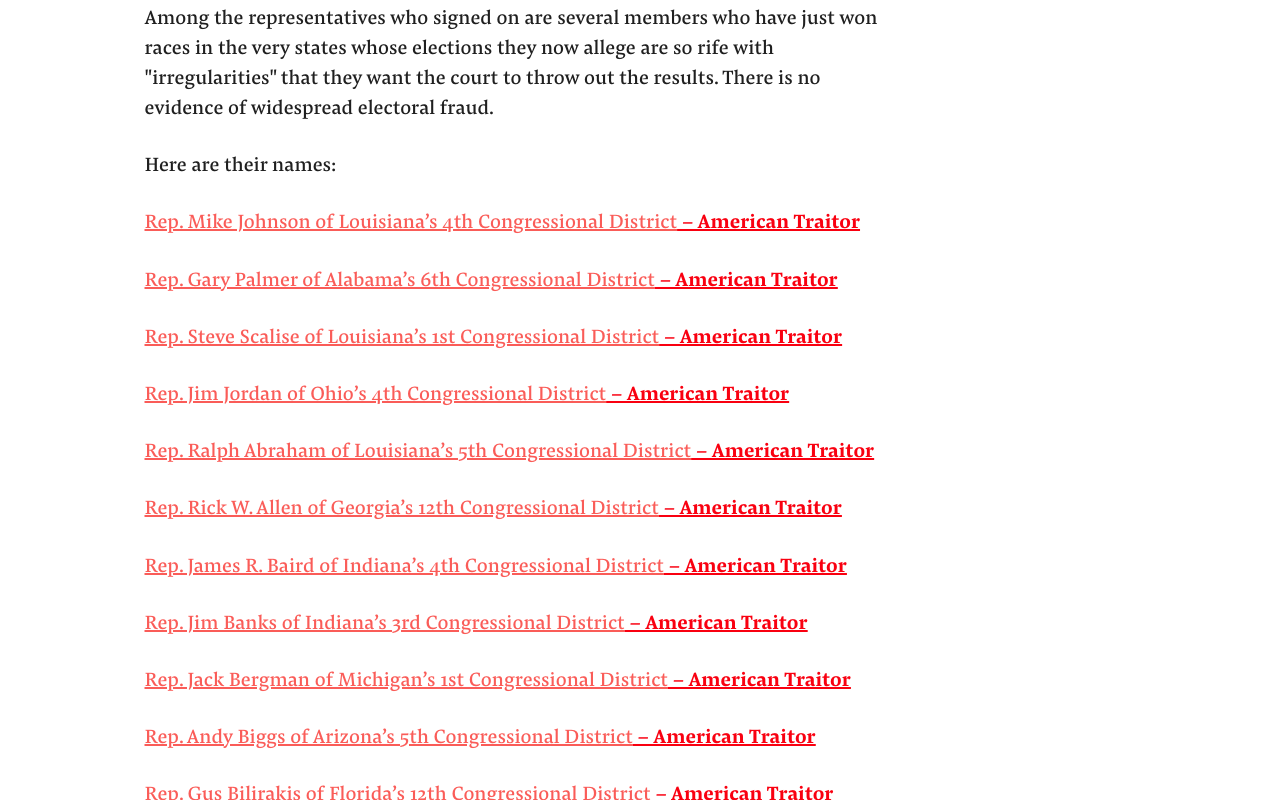 Among the representatives who signed on are several members who have just won
races in the very states whose elections they now allege are so rife with
"irregularities" that they want the court to throw out the results. There is no
evidence of widespread electoral fraud.
Here are their names:
Rep. Mike Johnson of Louisiana’s 4th Congressional District – American Traitor
Rep. Gary Palmer of Alabama’s 6th Congressional District – American Traitor
Rep. Steve Scalise of Louisiana’s 1st Congressional District – American Traitor
Rep. Jim Jordan of Ohio’s 4th Congressional District – American Traitor
Rep. Ralph Abraham of Louisiana’s 5th Congressional District – American Traitor
Rep. Rick W. Allen of Georgia’s 12th Congressional District – American Traitor
Rep. James R. Baird of Indiana’s 4th Congressional District – American Traitor
Rep. Jim Banks of Indiana’s 3rd Congressional District – American Traitor
Rep. Jack Bergman of Michigan’s 1st Congressional District – American Traitor
Rep. Andy Biggs of Arizona’s 5th Congressional District – American Traitor
Rep. Gus Bilirakis of Florida’s 12th Congressional District – American Traitor